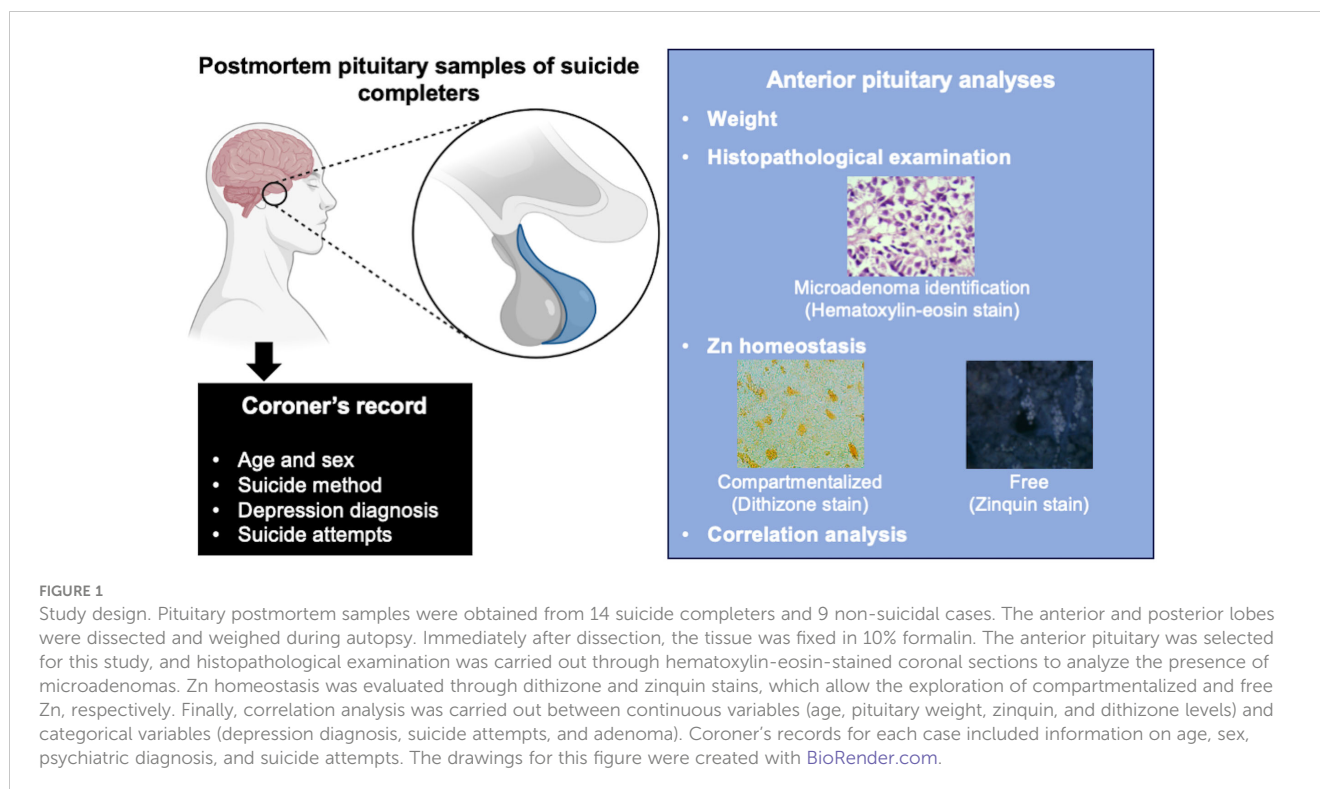 Postmortem pituitary samples of suicide
completers
Coroner's record
• Age and sex
• Suicide method
• Depression diagnosis
• Suicide attempts
Anterior pituitary analyses
• Weight
• Histopathological examination
Microadenoma identification
(Hematoxylin-eosin stain)
• Zn homeostasis
Compartmentalized
(Dithizone stain)
Free
(Zinquin stain)
• Correlation analysis
FIGURE 1
Study design. Pituitary postmortem samples were obtained from 14 suicide completers and 9 non-suicidal cases. The anterior and posterior lobes
were dissected and weighed during autopsy. Immediately after dissection, the tissue was fixed in 10% formalin. The anterior pituitary was selected
for this study, and histopathological examination was carried out through hematoxylin-eosin-stained coronal sections to analyze the presence of
microadenomas. Zn homeostasis was evaluated through dithizone and zinquin stains, which allow the exploration of compartmentalized and free
Zn, respectively. Finally, correlation analysis was carried out between continuous variables (age, pituitary weight, zinquin, and dithizone levels) and
categorical variables (depression diagnosis, suicide attempts, and adenoma). Coroner's records for each case included information on age, sex,
psychiatric diagnosis, and suicide attempts. The drawings for this figure were created with BioRender.com.